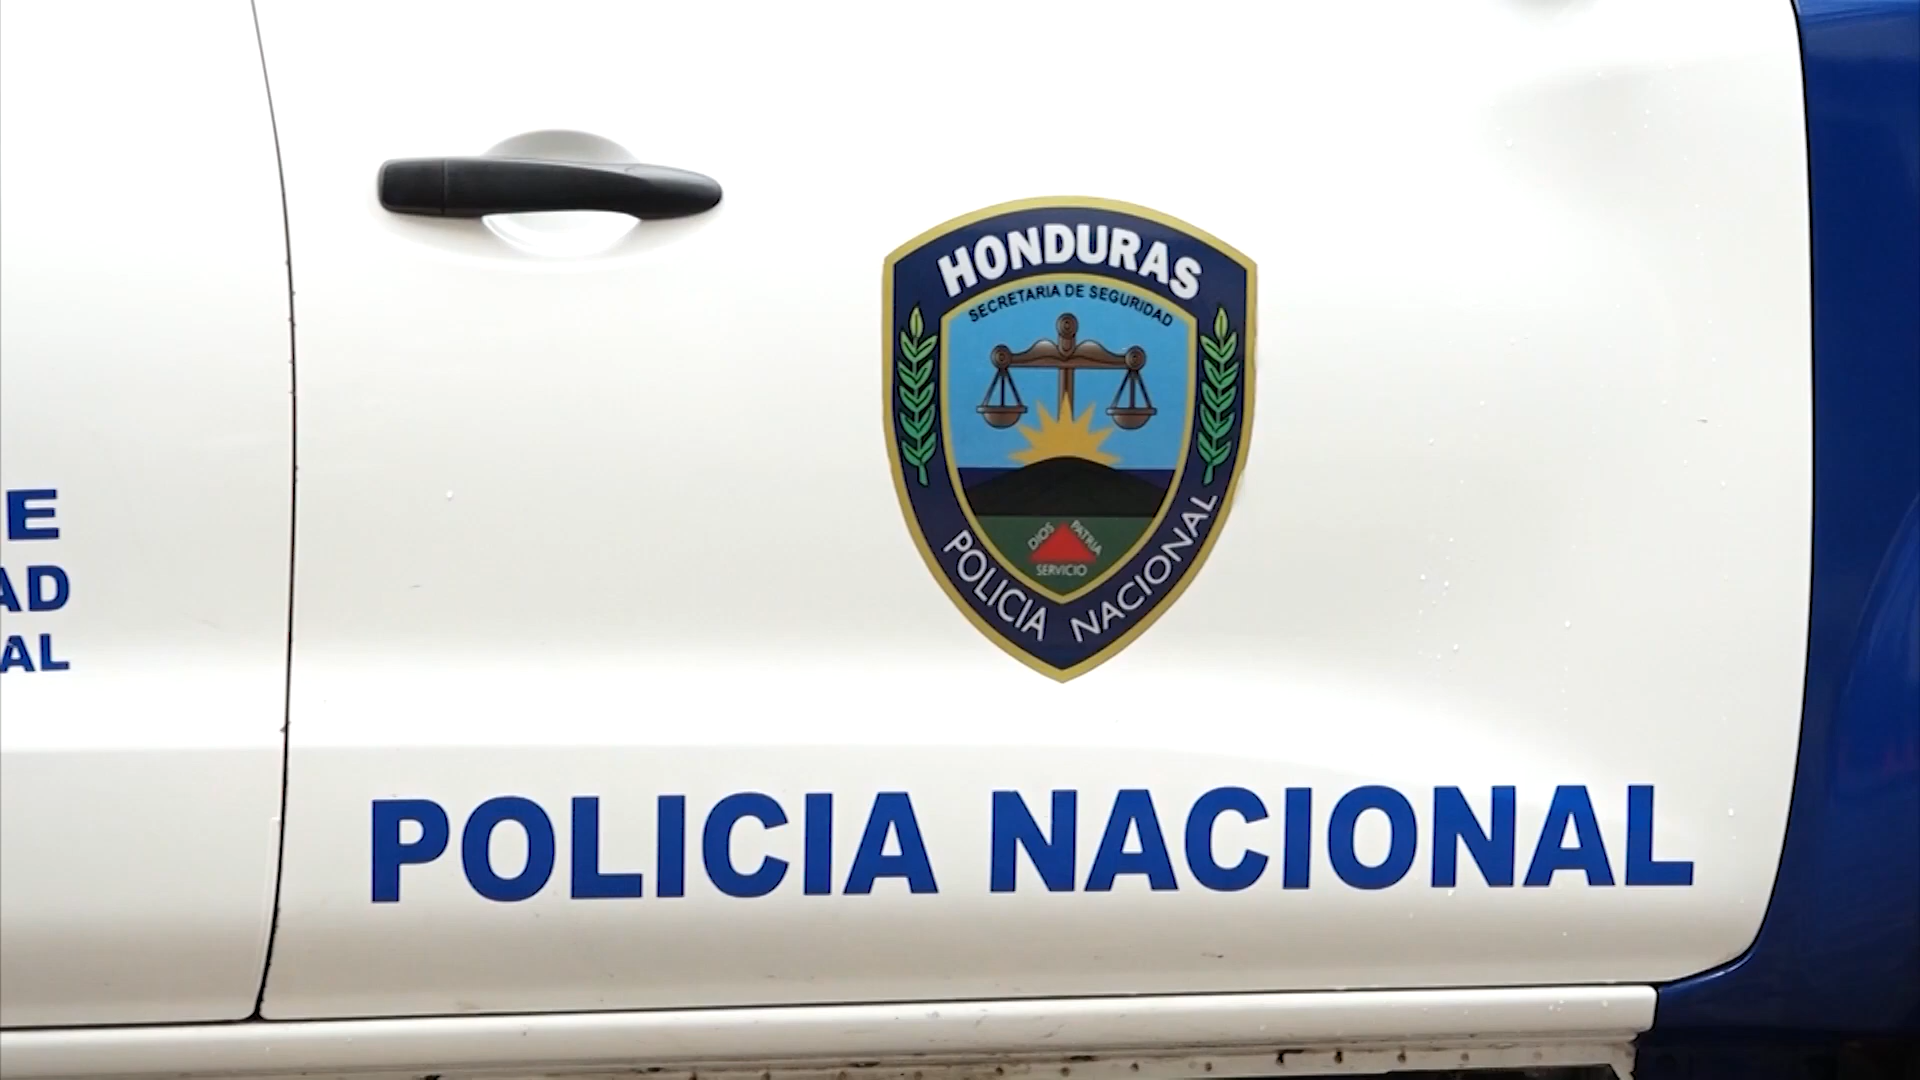 HONDURAS
SECRETARIA DE SEGURIDAD
DIOS PATRIA
SERVICIO
POLICIA NACIONAL
E
AD
AL
POLICIA NACIONAL